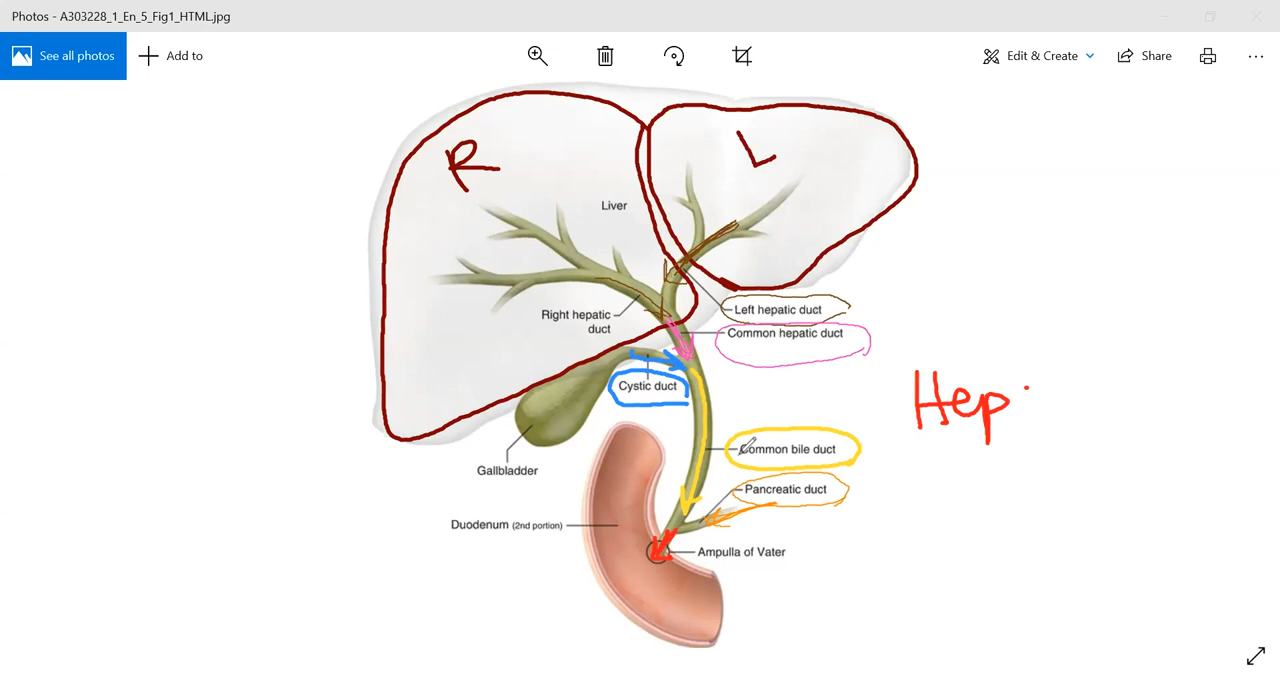 Photos - A303228_1_En_5_Fig1_HTML.jpg
See all photos
Add to
Edit & Create
Share
R
L
Liver
Right hepatic
duct
Left hepatic duct
Common hepatic duct
Cystic duct
Hep
Gallbladder
Common bile duct
Pancreatic duct
Duodenum (2nd portion)
Ampulla of Vater